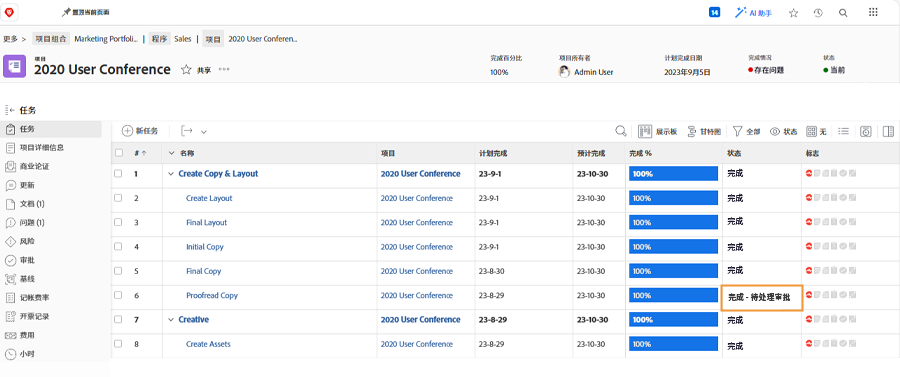 置顶当前页面 14 AI 助手
更多 > 项目组合 Marketing Portfolio... | 程序 Sales | 项目 2020 User Conferen...
项目
2020 User Conference 共享
完成百分比 项目所有者 计划完成日期 完成情况 状态
100% Admin User 2023年9月5日 存在问题 当前
任务
任务
项目详细信息
商业论证
更新
文档 (1)
问题 (1)
风险
审批
基线
记帐费率
开票记录
费用
小时
新任务 展示板 甘特图 全部 状态 无
# 名称 项目 计划完成 预计完成 完成 % 状态 标志
1 Create Copy & Layout 2020 User Conference 23-9-1 23-10-30 100% 完成
2 Create Layout 2020 User Conference 23-9-1 23-10-30 100% 完成
3 Final Layout 2020 User Conference 23-9-1 23-10-30 100% 完成
4 Initial Copy 2020 User Conference 23-9-1 23-10-30 100% 完成
5 Final Copy 2020 User Conference 23-8-30 23-10-30 100% 完成
6 Proofread Copy 2020 User Conference 23-8-29 23-10-30 100% 完成 - 待处理审批
7 Creative 2020 User Conference 23-8-29 23-10-30 100% 完成
8 Create Assets 2020 User Conference 23-8-29 23-10-30 100% 完成